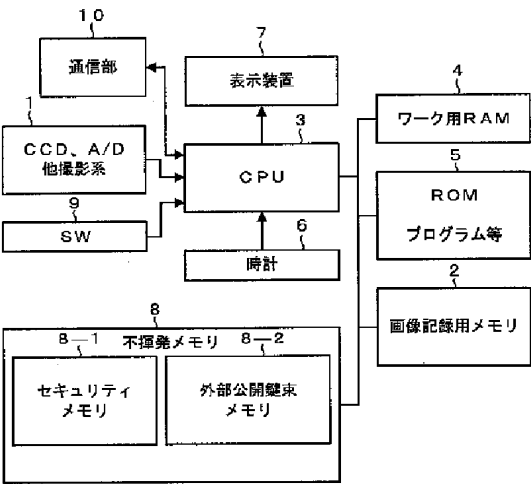 10
通信部
7
表示装置
4
ワーク用RAM
1
CCD、A/D
他撮影系
3
CPU
5
ROM
プログラム等
9
SW
6
時計
2
画像記録用メモリ
8
不揮発メモリ
8—1
セキュリティ
メモリ
8—2
外部公開鍵束
メモリ